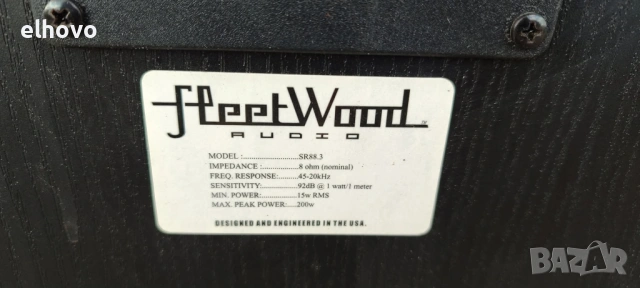 elhovo
fleetWood
AUDIO
MODEL :...........................SR88.3
IMPEDANCE :....................8 ohm (nominal)
FREQ. RESPONSE:..........45-20kHz
SENSITIVITY:..................92dB @ 1 watt/1 meter
MIN. POWER:..................15w RMS
MAX. PEAK POWER:.......200w
DESIGNED AND ENGINEERED IN THE USA.
BAZAR